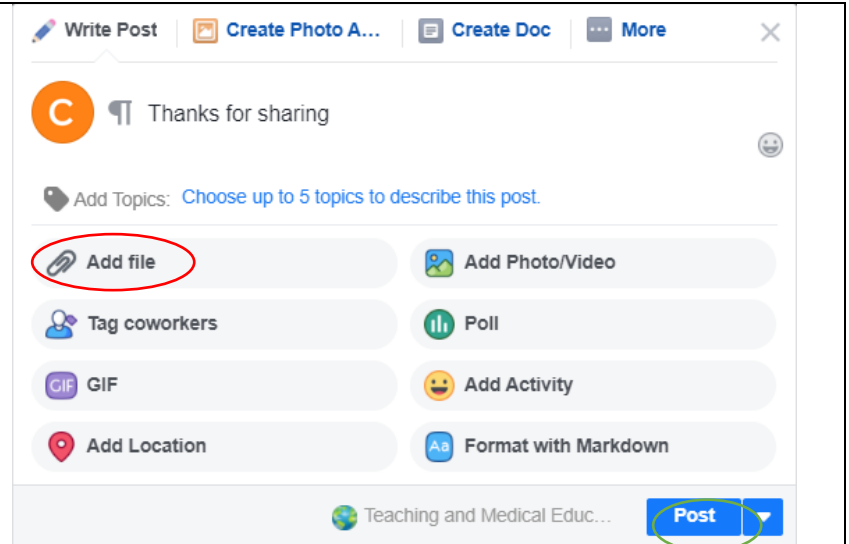 Write Post Create Photo A... Create Doc More
C ¶ Thanks for sharing
Add Topics: Choose up to 5 topics to describe this post.
Add file Add Photo/Video
Tag coworkers Poll
GIF GIF Add Activity
Add Location Aa Format with Markdown
Teaching and Medical Educ... Post